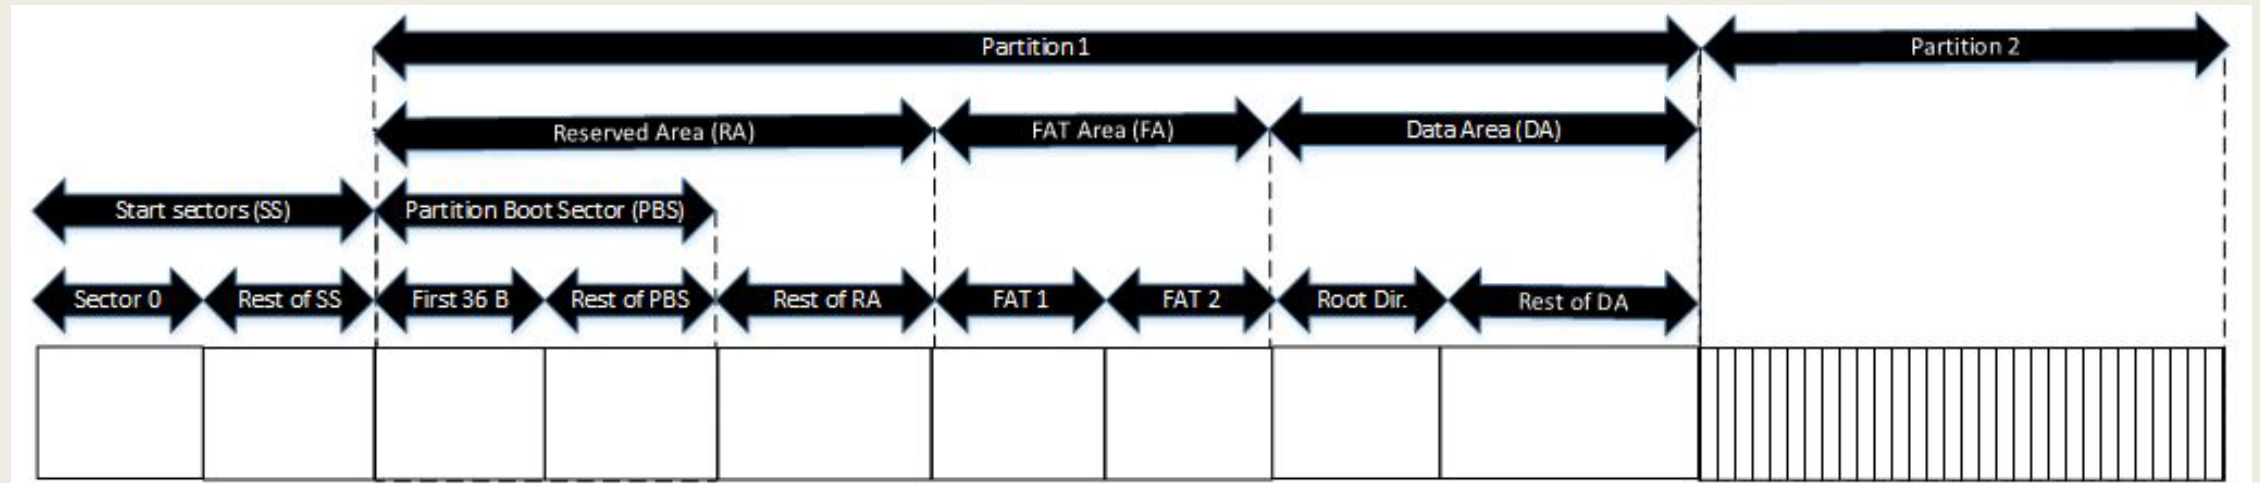 Partition 1
Partition 2
Reserved Area (RA)
FAT Area (FA)
Data Area (DA)
Start sectors (SS)
Partition Boot Sector (PBS)
Sector 0
Rest of SS
First 36 B
Rest of PBS
Rest of RA
FAT 1
FAT 2
Root Dir.
Rest of DA